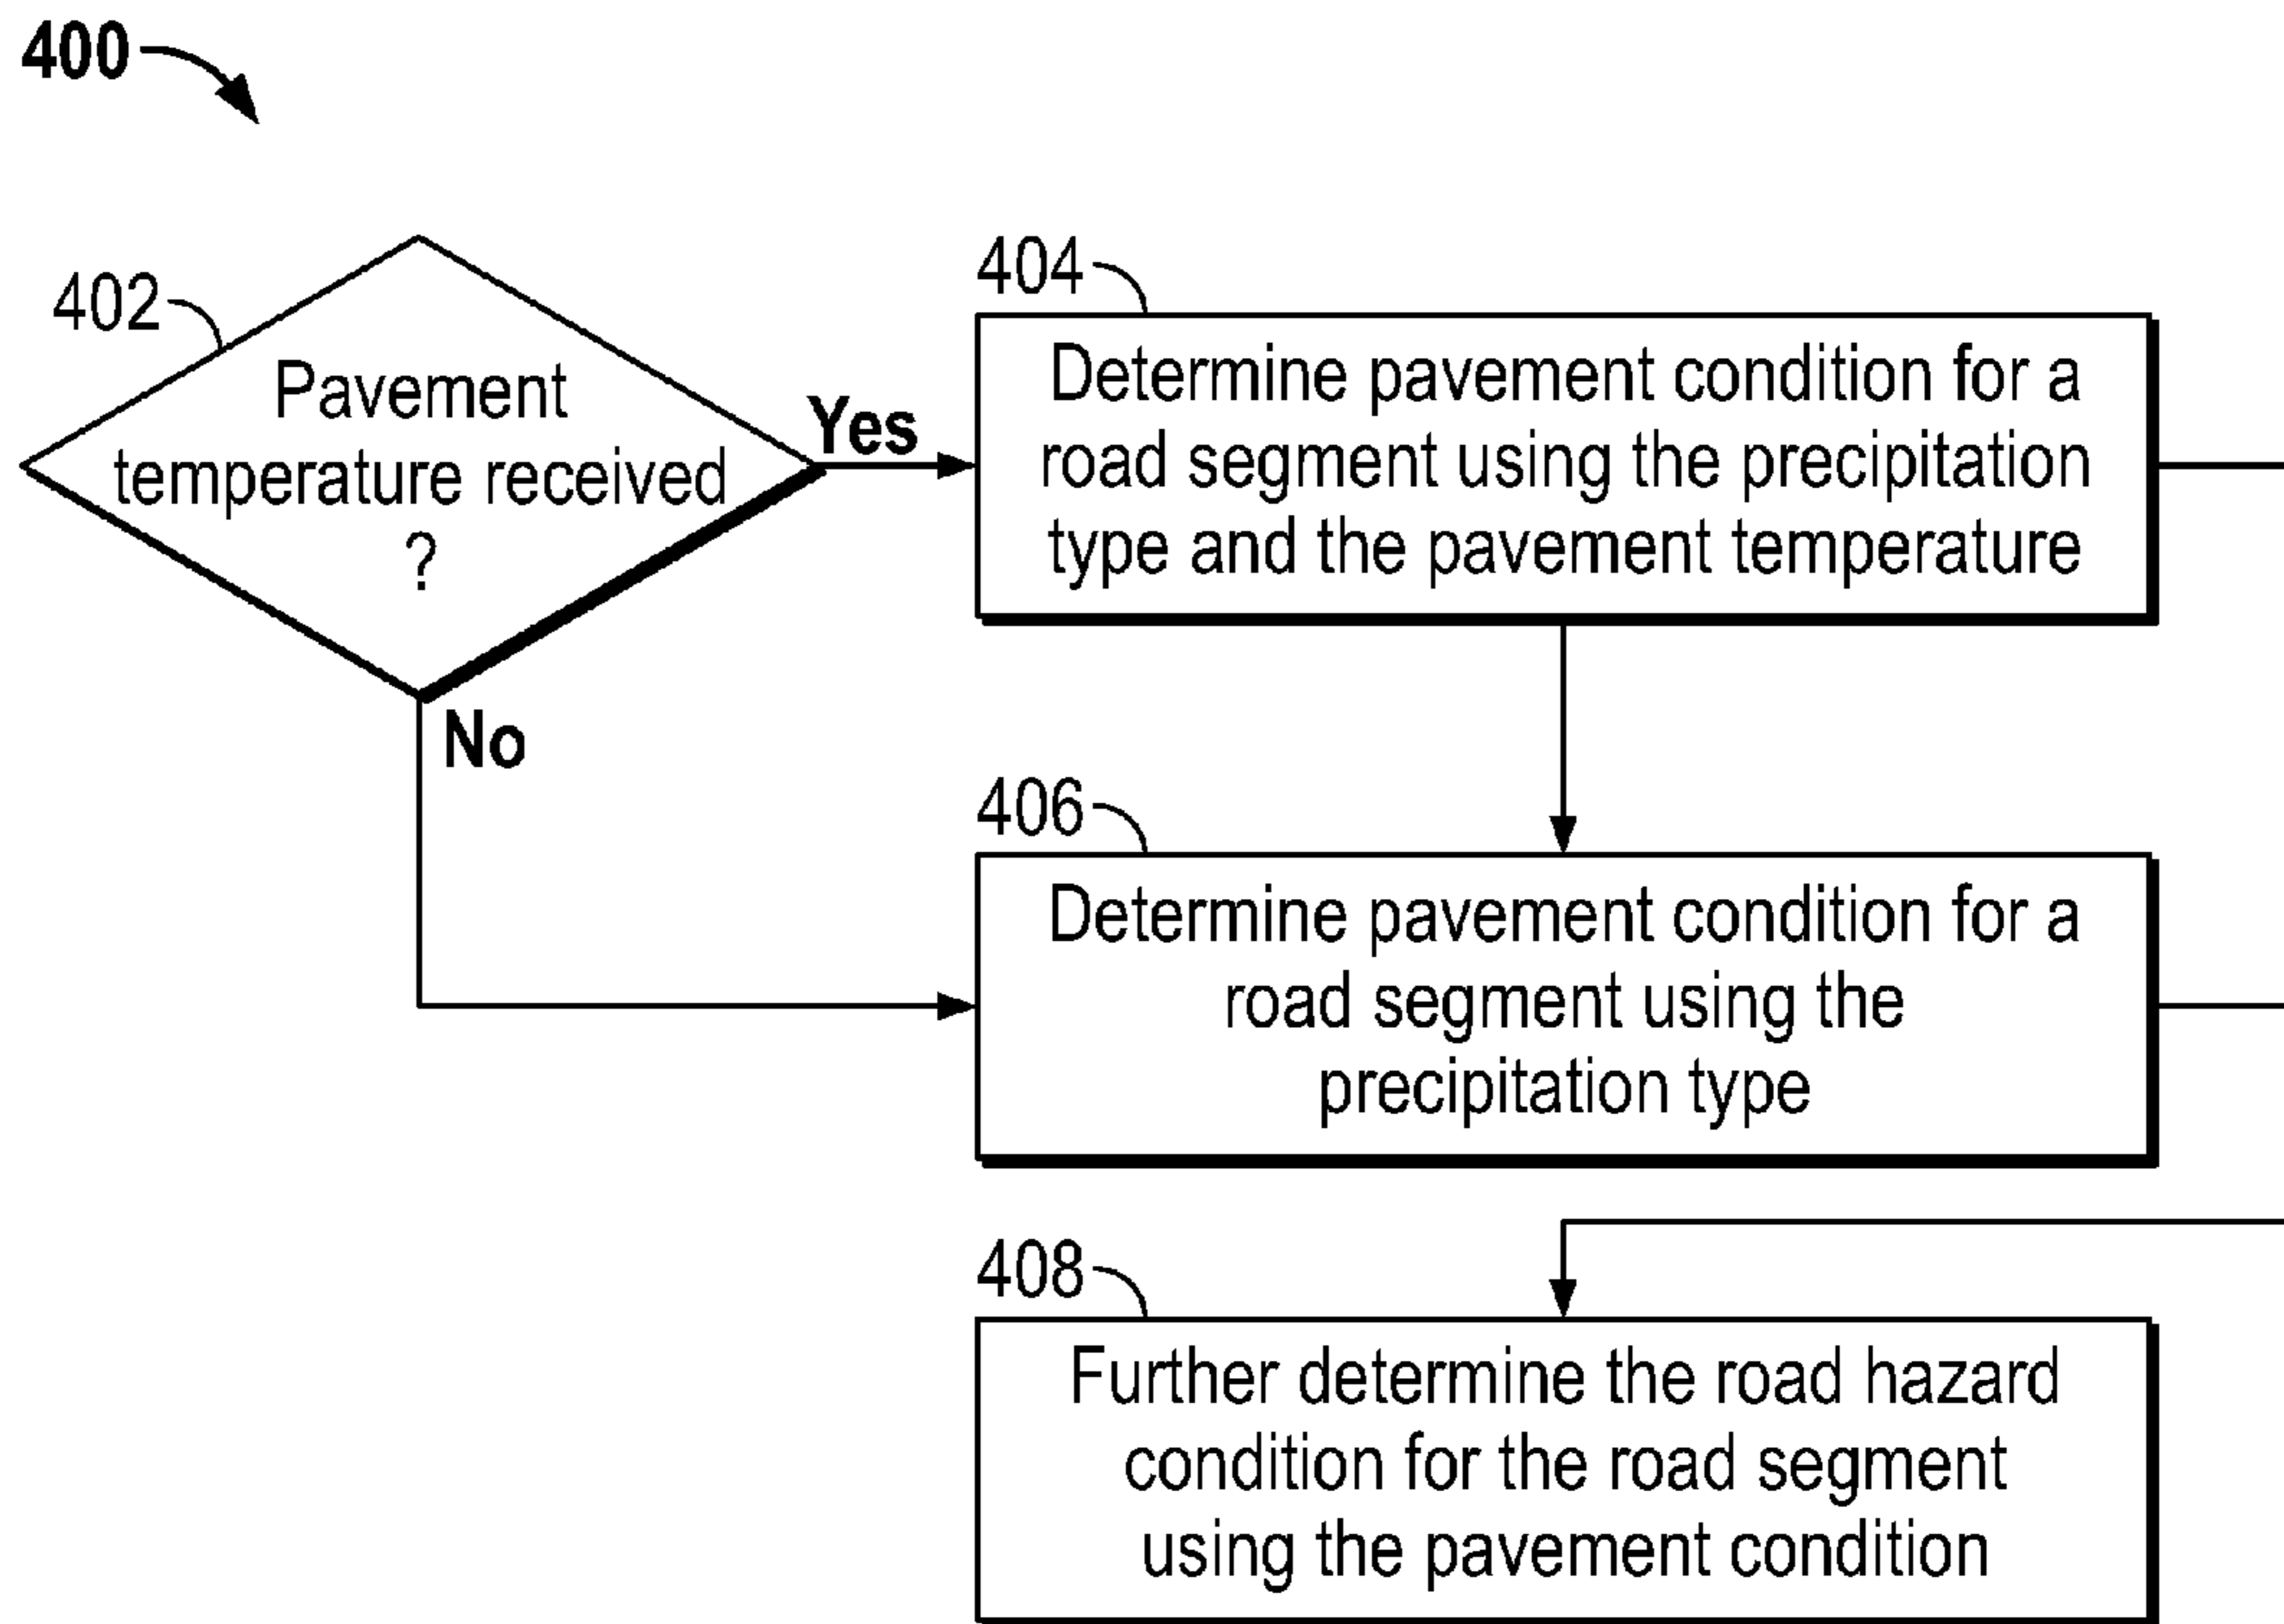 400
402
Pavement
temperature received
?
Yes
No
404
Determine pavement condition for a
road segment using the precipitation
type and the pavement temperature
406
Determine pavement condition for a
road segment using the
precipitation type
408
Further determine the road hazard
condition for the road segment
using the pavement condition